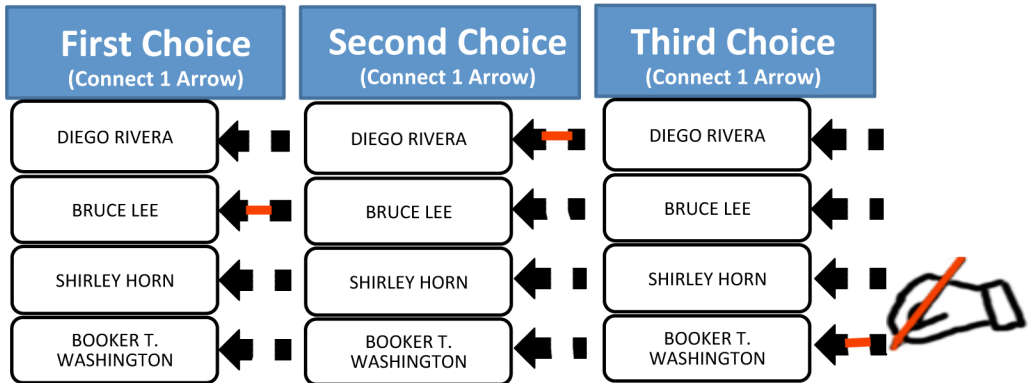 First Choice
(Connect 1 Arrow)
DIEGO RIVERA
BRUCE LEE
SHIRLEY HORN
BOOKER T.
WASHINGTON
Second Choice
(Connect 1 Arrow)
DIEGO RIVERA
BRUCE LEE
SHIRLEY HORN
BOOKER T.
WASHINGTON
Third Choice
(Connect 1 Arrow)
DIEGO RIVERA
BRUCE LEE
SHIRLEY HORN
BOOKER T.
WASHINGTON